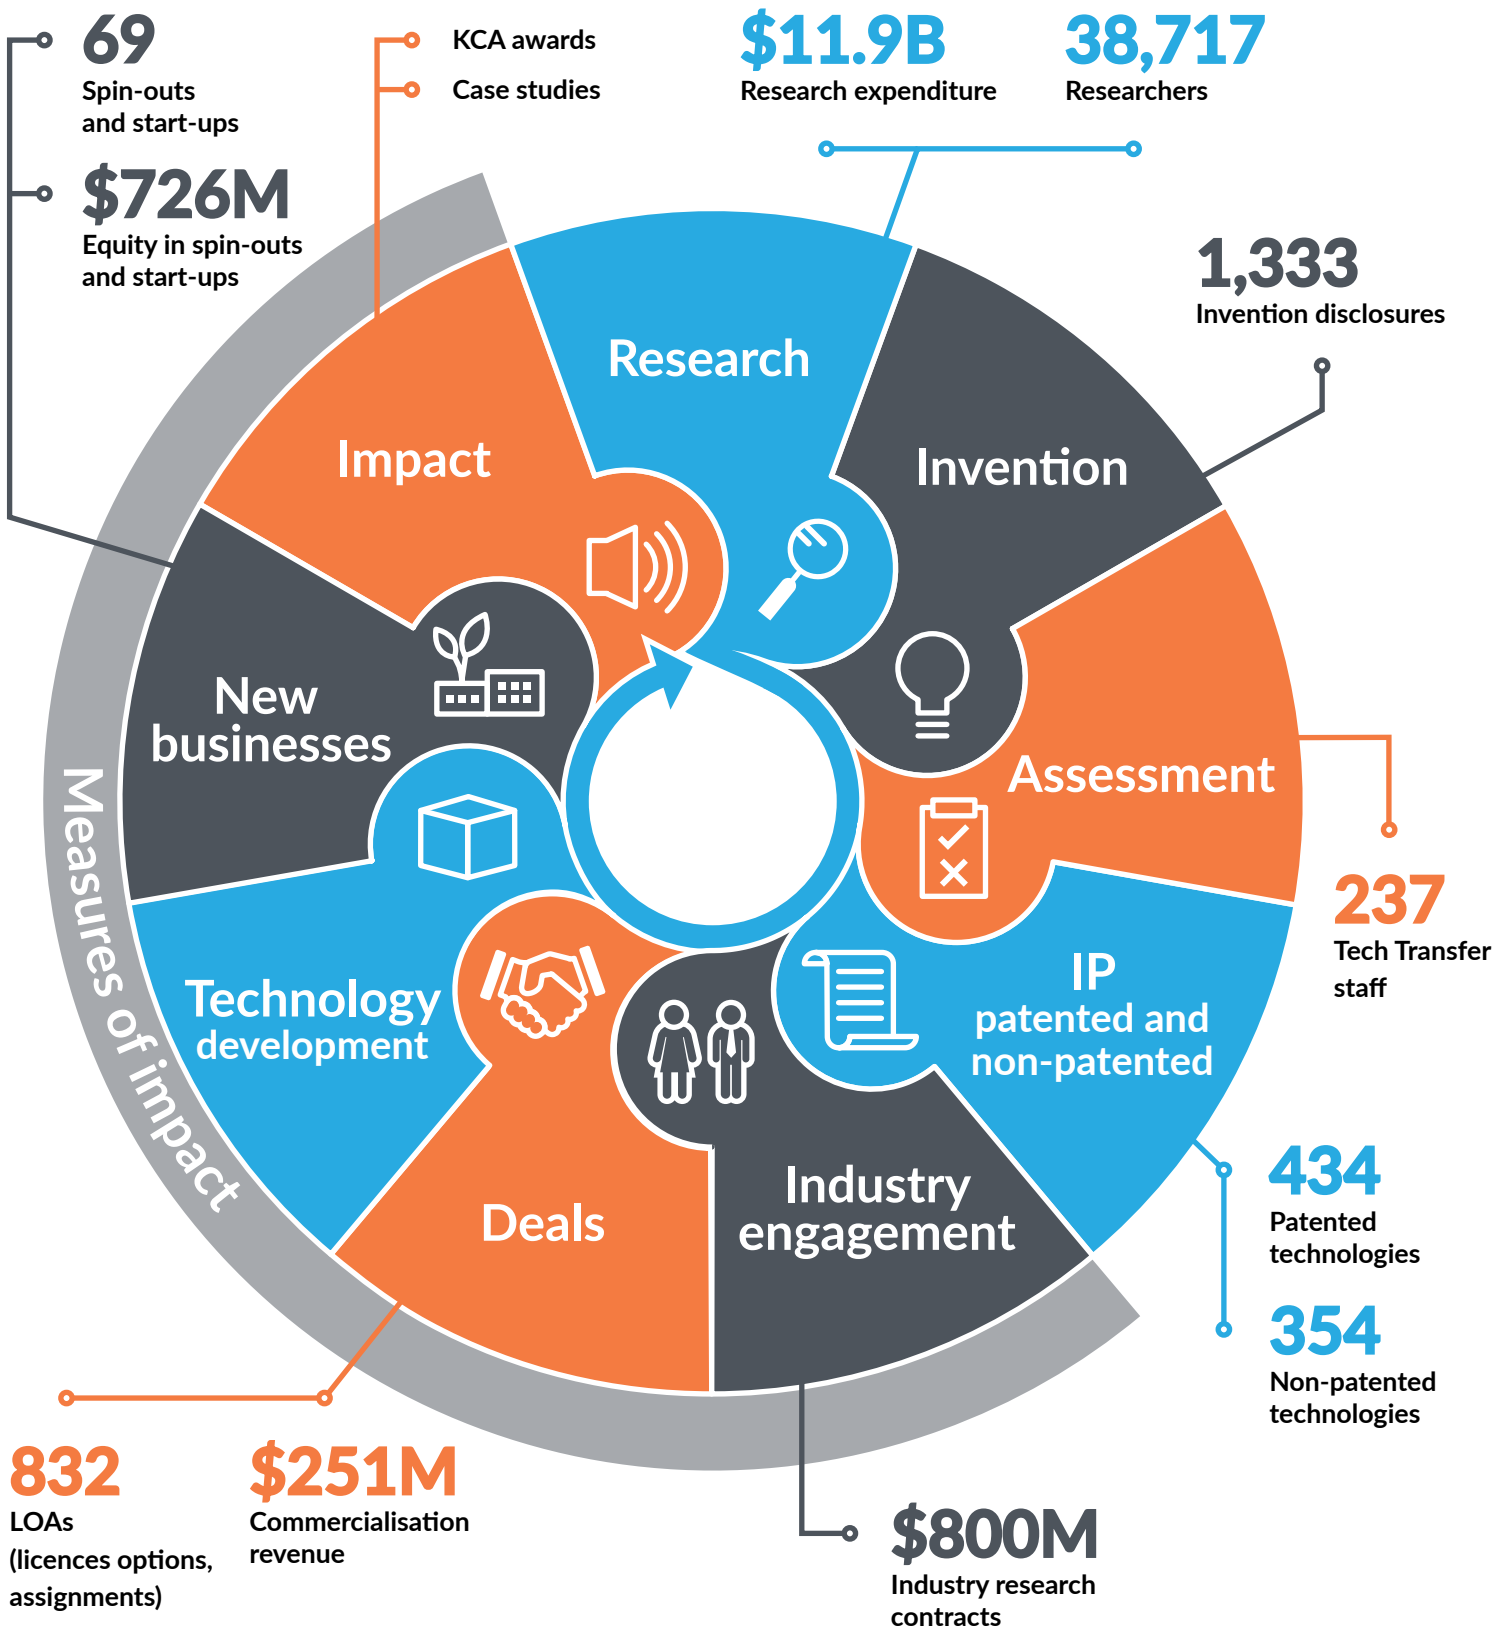 69
Spin-outs
and start-ups
$726M
Equity in spin-outs
and start-ups
KCA awards
Case studies
$11.9B
Research expenditure
38,717
Researchers
1,333
Invention disclosures
Research
Invention
Impact
Assessment
New
businesses
237
Tech Transfer
staff
IP
patented and
non-patented
Technology
development
Measures of impact
434
Patented
technologies
354
Non-patented
technologies
Industry
engagement
Deals
832
LOAs
(licences options,
assignments)
$251M
Commercialisation
revenue
$800M
Industry research
contracts